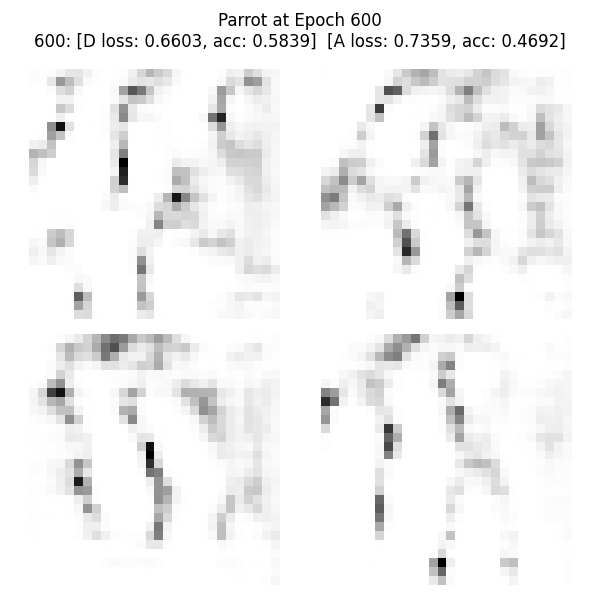 Parrot at Epoch 600
600: [D loss: 0.6603, acc: 0.5839]  [A loss: 0.7359, acc: 0.4692]